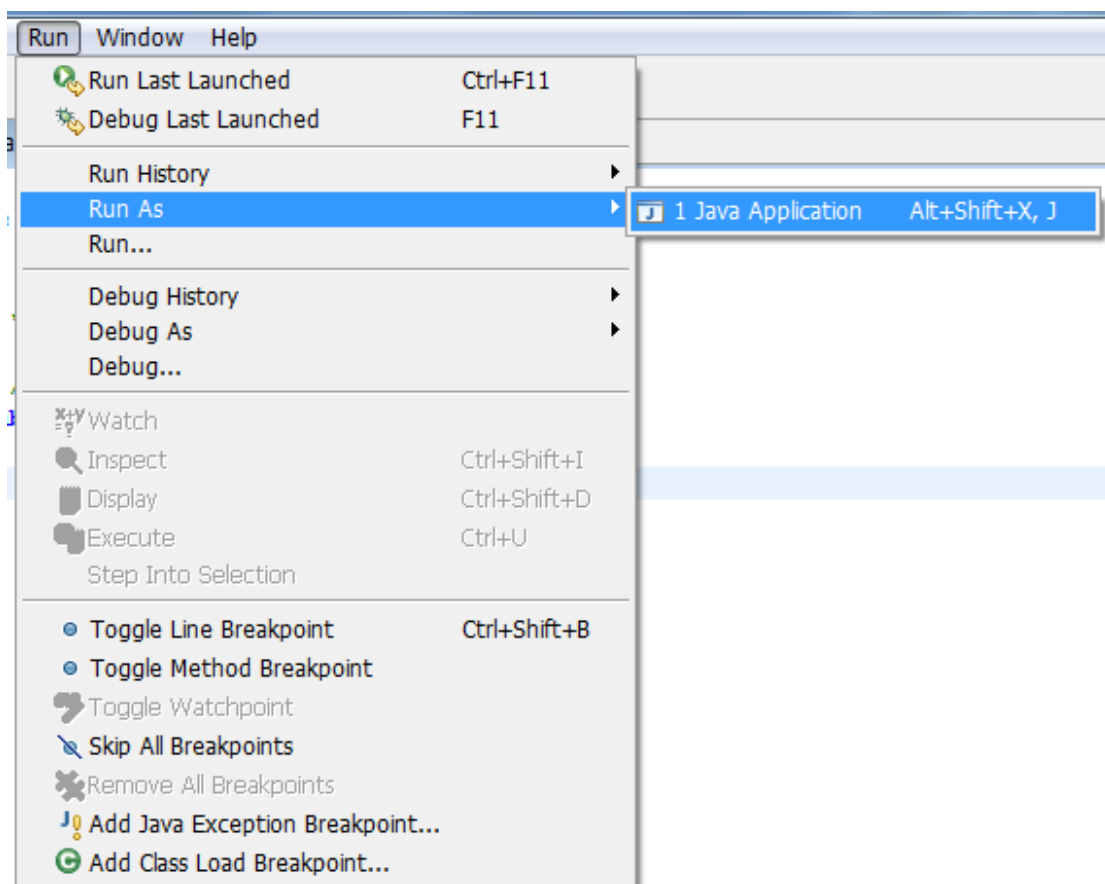 Run Window Help
Run Last Launched Ctrl+F11
Debug Last Launched F11
Run History
Run As
1 Java Application Alt+Shift+X, J
Run...
Debug History
Debug As
Debug...
Watch
Inspect Ctrl+Shift+I
Display Ctrl+Shift+D
Execute Ctrl+U
Step Into Selection
Toggle Line Breakpoint Ctrl+Shift+B
Toggle Method Breakpoint
Toggle Watchpoint
Skip All Breakpoints
Remove All Breakpoints
Add Java Exception Breakpoint...
Add Class Load Breakpoint...